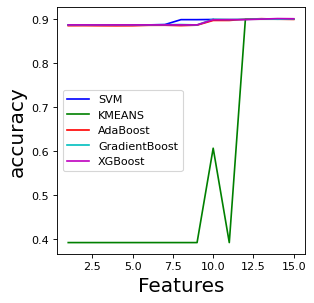 0.9
0.8
0.7
0.6
0.5
0.4
accuracy
SVM
KMEANS
AdaBoost
GradientBoost
XGBoost
2.5 5.0 7.5 10.0 12.5 15.0
Features